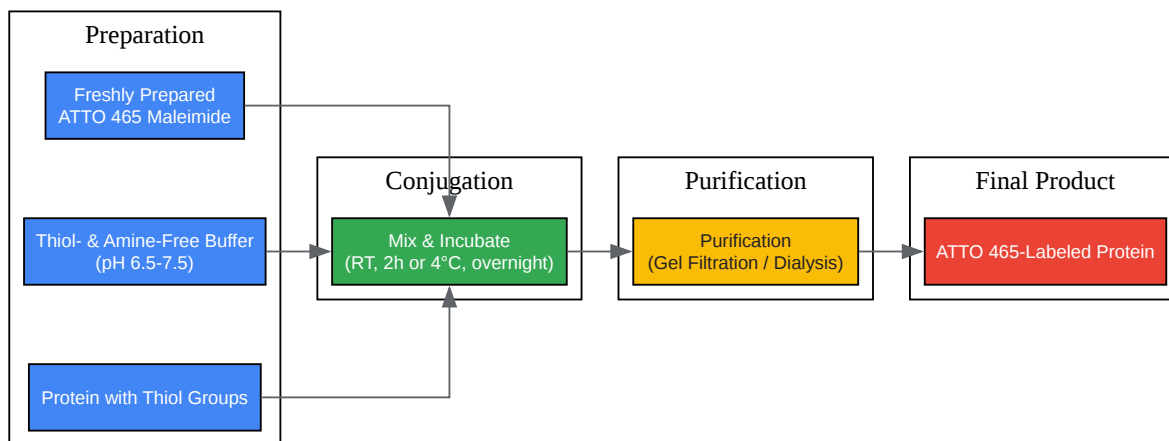 Preparation
Freshly Prepared
ATTO 465 Maleimide
Thiol- & Amine-Free Buffer
(pH 6.5-7.5)
Protein with Thiol Groups
Conjugation
Mix & Incubate
(RT, 2h or 4°C, overnight)
Purification
Purification
(Gel Filtration / Dialysis)
Final Product
ATTO 465-Labeled Protein